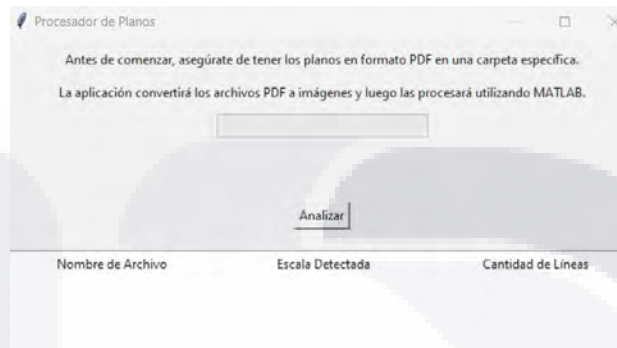 Procesador de Planos
Antes de comenzar, asegúrate de tener los planos en formato PDF en una carpeta específica.
La aplicación convertirá los archivos PDF a imágenes y luego las procesará utilizando MATLAB.
Analizar
Nombre de Archivo Escala Detectada Cantidad de Líneas